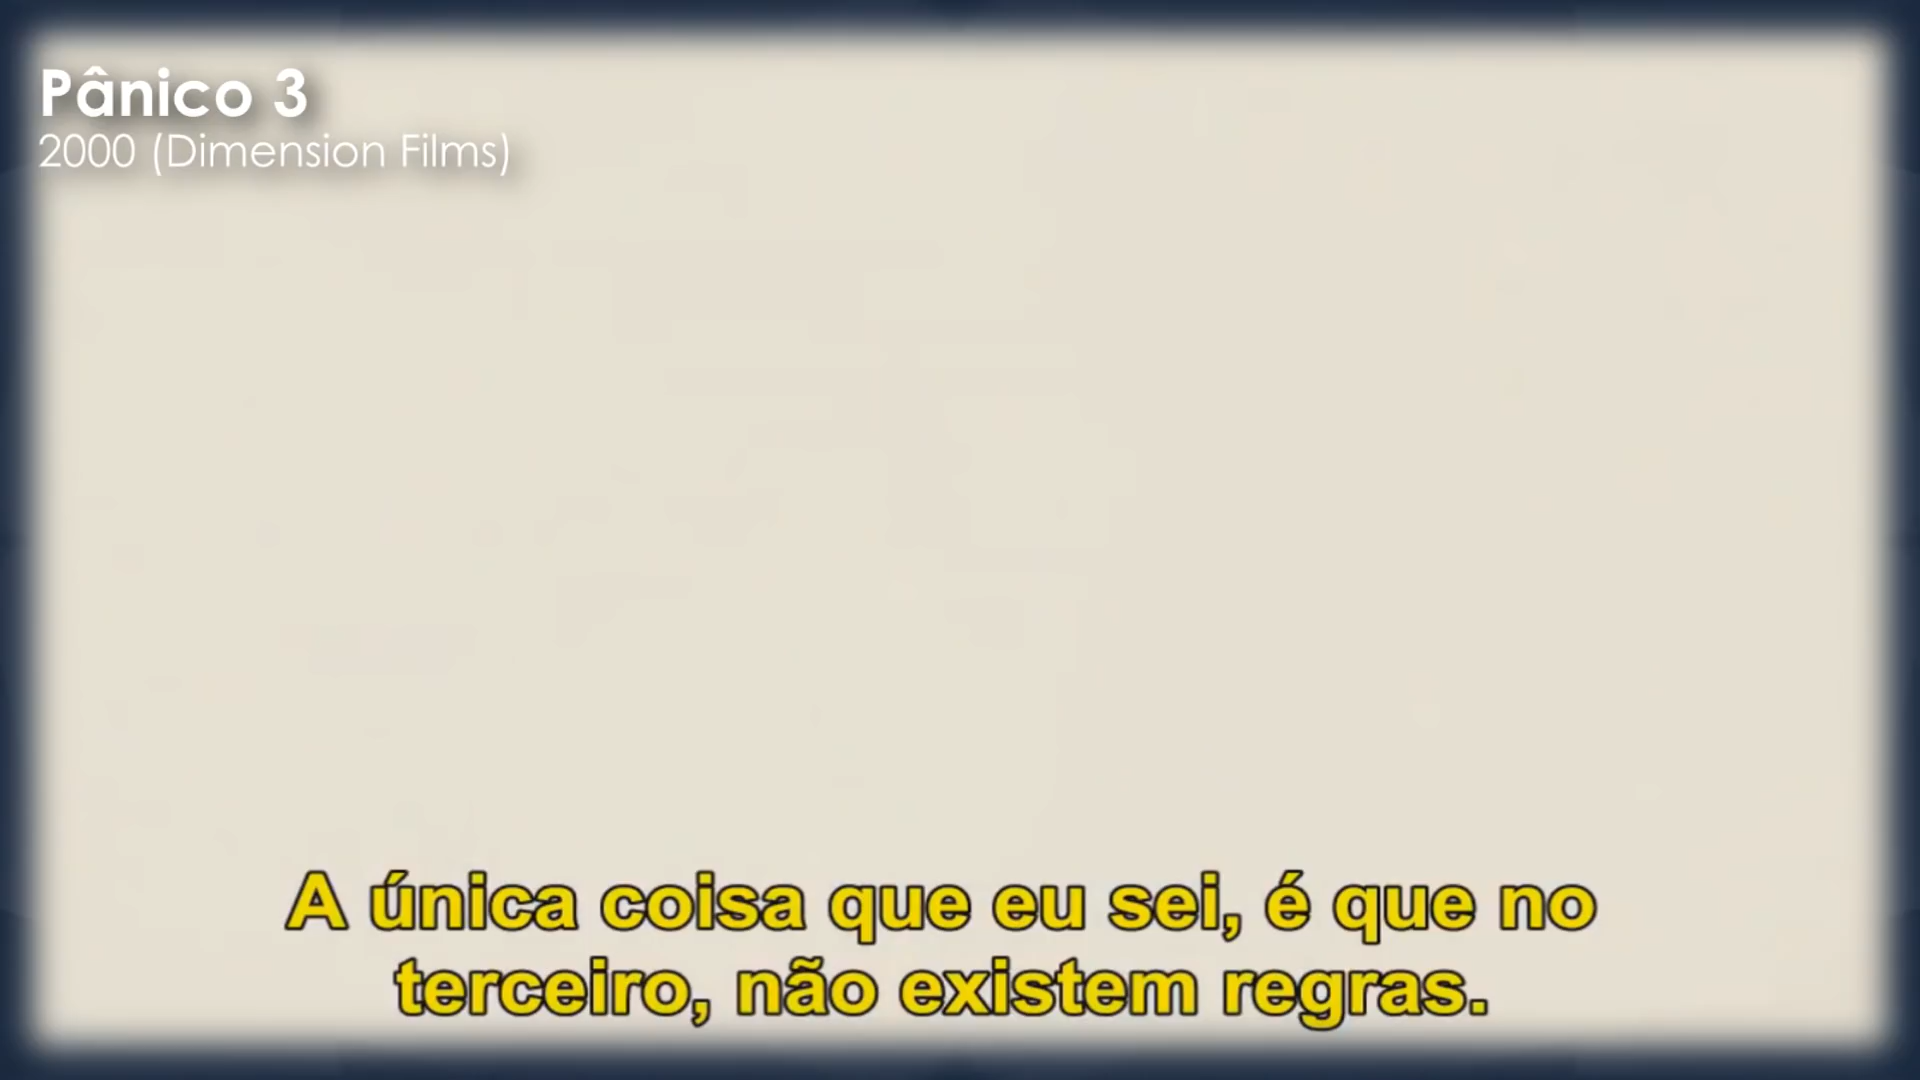 Pânico 3
2000 (Dimension Films)
A única coisa que eu sei, é que no
terceiro, não existem regras.